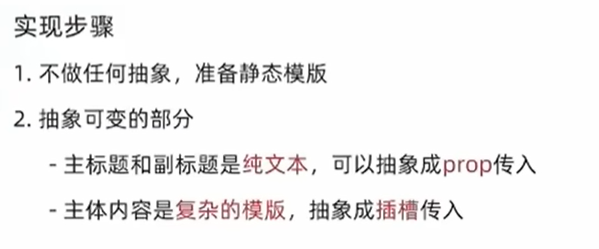 实现步骤
1. 不做任何抽象，准备静态模版
2. 抽象可变的部分
- 主标题和副标题是纯文本，可以抽象成prop传入
- 主体内容是复杂的模版，抽象成插槽传入